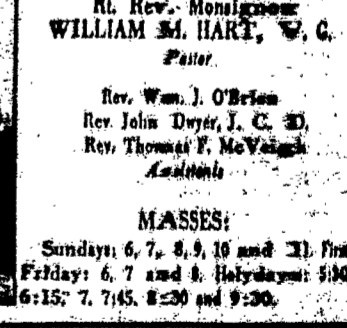 Rt. Rev. Monsignor
WILLIAM M. HART, V. G.
Pastor
Rev. Wm. J. O'Brien
Rev. John Dwyer, J. C. D.
Rev. Thomas F. McVeigh
Assistants
MASSES:
Sundays: 6, 7, 8, 9, 10 and 11 First
Friday: 6, 7 and 8. Holydays: 5:30
6:15, 7, 7:45, 8:30 and 9:30.